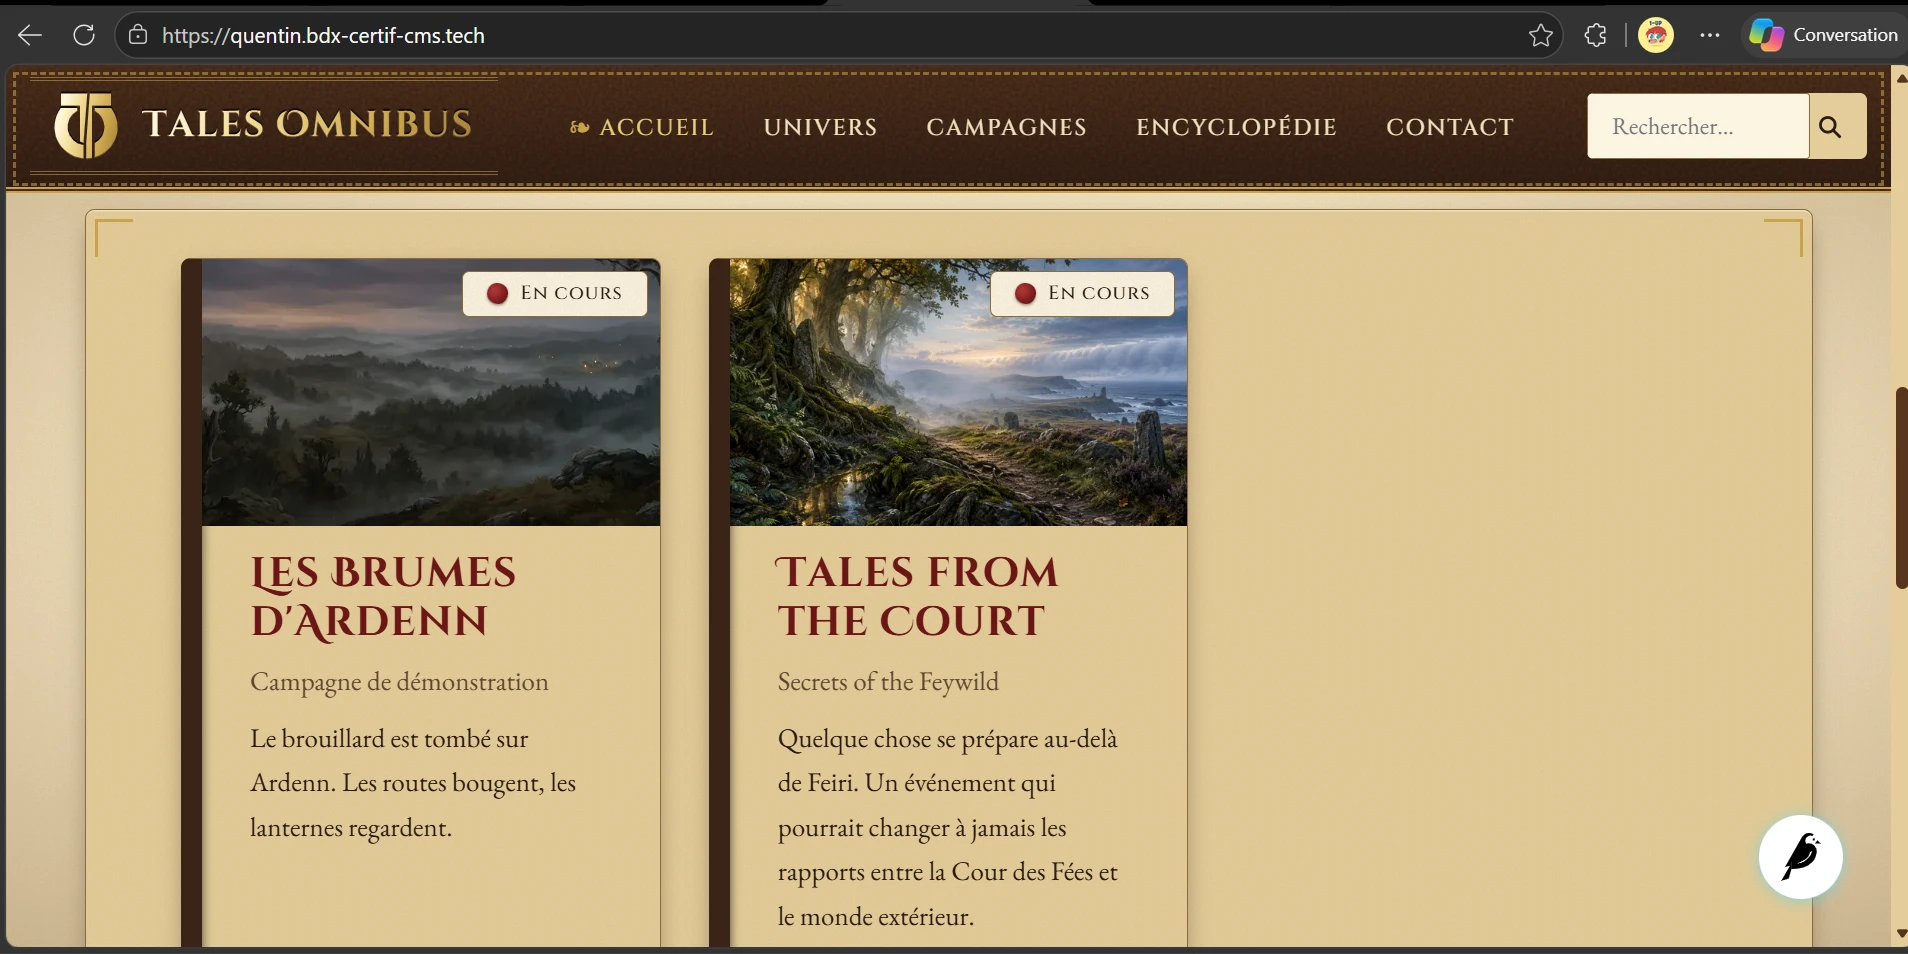 https://quentin.bdx-certif-cms.tech
Conversation
TALES OMNIBUS
ACCUEIL
UNIVERS
CAMPAGNES
ENCYCLOPÉDIE
CONTACT
Rechercher...
EN COURS
LES BRUMES
D'ARDENN
Campagne de démonstration
Le brouillard est tombé sur
Ardenn. Les routes bougent, les
lanternes regardent.
EN COURS
TALES FROM
THE COURT
Secrets of the Feywild
Quelque chose se prépare au-delà
de Feiri. Un événement qui
pourrait changer à jamais les
rapports entre la Cour des Fées et
le monde extérieur.